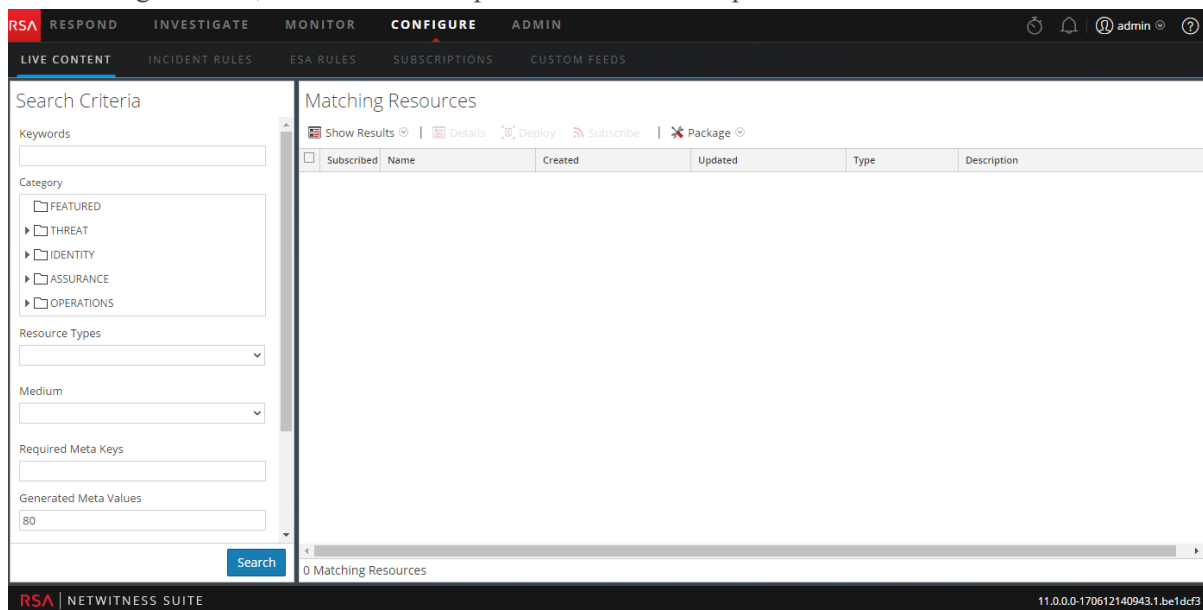 RSA RESPOND INVESTIGATE MONITOR CONFIGURE ADMIN admin
LIVE CONTENT INCIDENT RULES ESA RULES SUBSCRIPTIONS CUSTOM FEEDS
Search Criteria
Keywords
Category
FEATURED
THREAT
IDENTITY
ASSURANCE
OPERATIONS
Resource Types
Medium
Required Meta Keys
Generated Meta Values
80
Search
Matching Resources
Show Results | Details Deploy Subscribe | Package
Subscribed Name Created Updated Type Description
0 Matching Resources
RSA | NETWITNESS SUITE 11.0.0.0-170612140943.1.be1dcf3